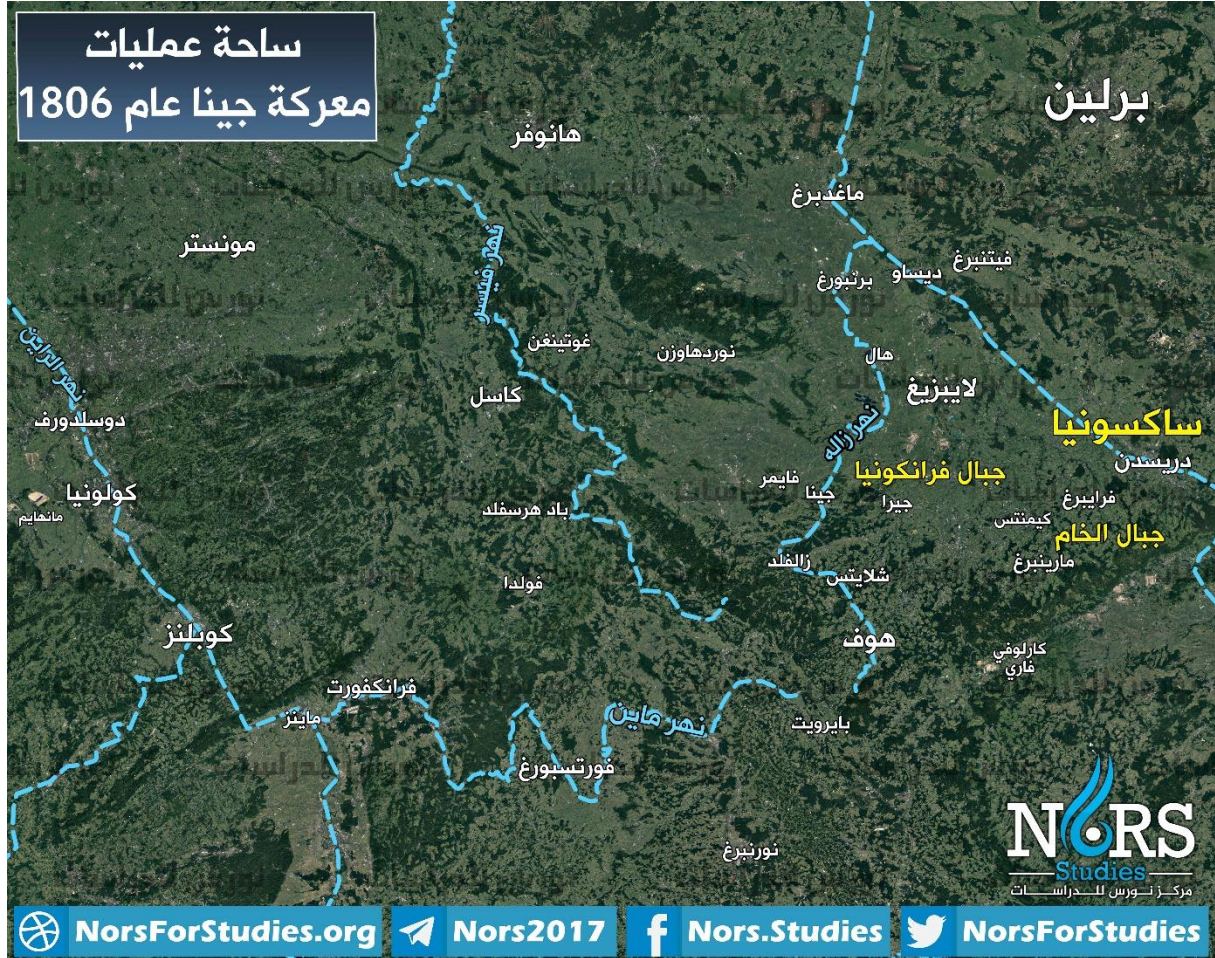 ساحة عمليات
معركة جينا عام 1806
برلين
هانوفر
ماغدبرغ
مونستر
فيتنبرغ
ديساو
برنبورغ
نهر فيسر
نهر الراين
غوتينغن
نوردهاوزن
هال
كاسل
لايبزيغ
دوسلدورف
ساكسونيا
نهر زاله
دريسدن
جبال فرانكونيا
كولونيا
مانهايم
فايمر
جينا
جيرا
فرايبرغ
كيمنتس
باد هرسفلد
جبال الخام
زالفلد
مارينبرغ
شلايتس
فولدا
كوبلنز
هوف
كارلوفي
فاري
فرانكفورت
ماينز
نهر ماين
بايرويت
فورتسبورغ
نورنبرغ
NORS
Studies
مركز نورس للدراسات
NorsForStudies.org
Nors2017
Nors.Studies
NorsForStudies